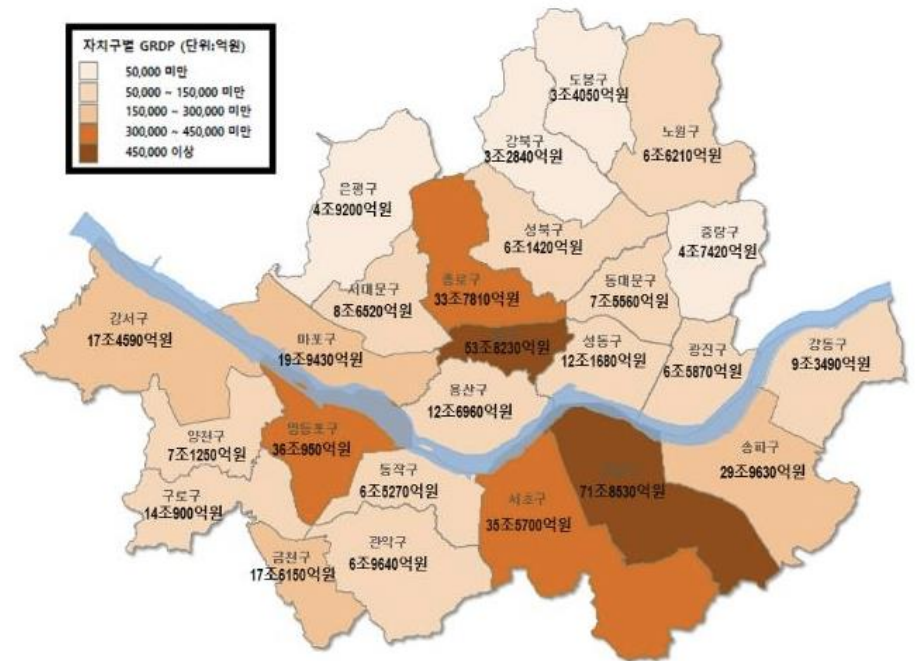 자치구별 GRDP (단위:억원)
50,000 미만
50,000 ~ 150,000 미만
150,000 ~ 300,000 미만
300,000 ~ 450,000 미만
450,000 이상
도봉구
3조4050억원
노원구
6조6210억원
강북구
3조2840억원
은평구
4조9200억원
성북구
6조1420억원
중랑구
4조7420억원
종로구
33조7810억원
서대문구
8조6520억원
동대문구
7조5560억원
강서구
17조4590억원
마포구
19조9430억원
53조8230억원
성동구
12조1680억원
광진구
6조5870억원
강동구
9조3490억원
용산구
12조6960억원
양천구
7조1250억원
영등포구
36조950억원
동작구
6조5270억원
송파구
29조9630억원
71조8530억원
서초구
35조5700억원
구로구
14조900억원
관악구
6조9640억원
금천구
17조6150억원